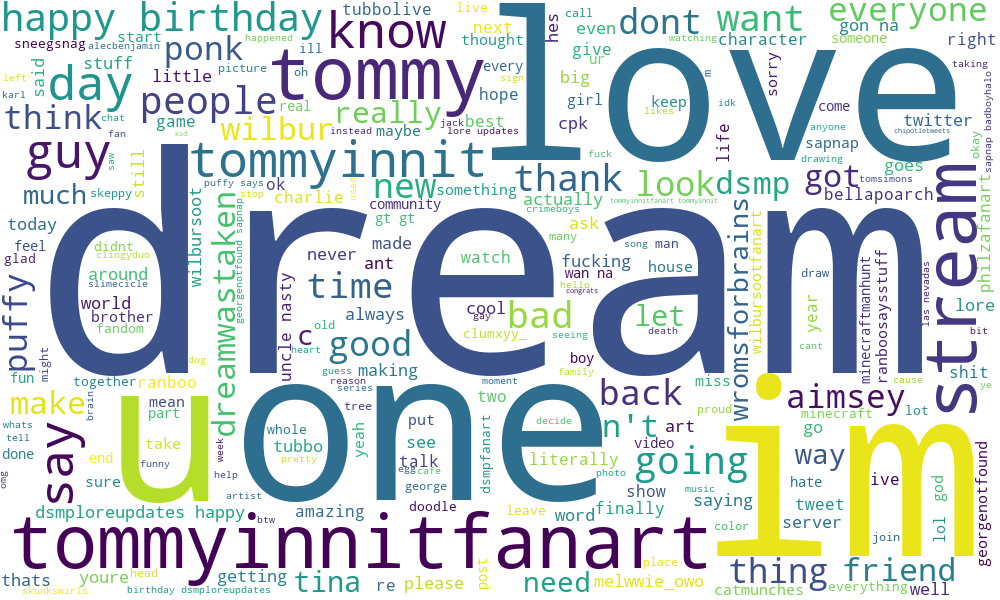 happy birthday
tubbolive
live
call
hes
even
dont
want
everyone
sneegsnag
alecbenjamin
happened
start
ponk
know
next
thought
give
ur
gon na
someone
right
character
stuff
said
day
little
picture
ill
oh
tommy
every
hope
big
girl
love
watching
sorry
taking
left
karl
chat
fan
people
game
real
sign
think
wilbur
really
best
cpk
likes
keep
m
idk
come
twitter
instead
maybe
jack
lore updates
life
anyone
chipotletweets
sapnap
sapnap badboyhalo
okay
kid
guy
saw
still
tommyinnit
actually
fuck
drawing
goes
tomsimons
much
skeppy
puffy says
stop
used
ok
new
something
crimeboys
thank
look
dsmp
got
bellapoarch
tommyinnitfanart tommyinnit
today
wilbursoot
dreamwastaken
georgenotfound sapnap
charlie
community
gt gt
ask
many
song
man
wromsforbrains
wilbursootfanart
philzafanart
stream
feel
glad
didnt
clingyduo
dream
never
made
ant
watch
fucking
wan na
house
draw
year
minecraftmanhunt
ranboosaysstuff
las nevadas
lore
puffy
around
slimecicle
world
brother
fandom
uncle nasty
time
always
cool
gay
hello
congrats
bad
seeing
let
death
cant
bit
might
fun
dog
c
old
heart
good
clumxyy_
boy
family
together
ranboo
guess
reason
making
series
moment
two
back
miss
proud
aimsey
cause
shit
ye
make
brain
mean
part
u
tree
one
put
decide
n't
art
im
minecraft
lot
go
whats
tell
done
say
end
take
week
whole
tubbo
yeah
see
talk
dsmpfanart
literally
video
going
way
god
lol
georgenotfound
omg
sure
funny
help
pretty
egg
cafe
george
photo
show
saying
hate
tweet
ive
artist
doodle
music
dsmploreupdates happy
btw
amazing
leave
word
finally
color
server
join
tommyinnitfanart
thats
skunkswirls
youre
head
birthday dsmploreupdates
getting
tina
re
please
post
need
melwwie_owo
place
thing
catmunches
friend
everything
well